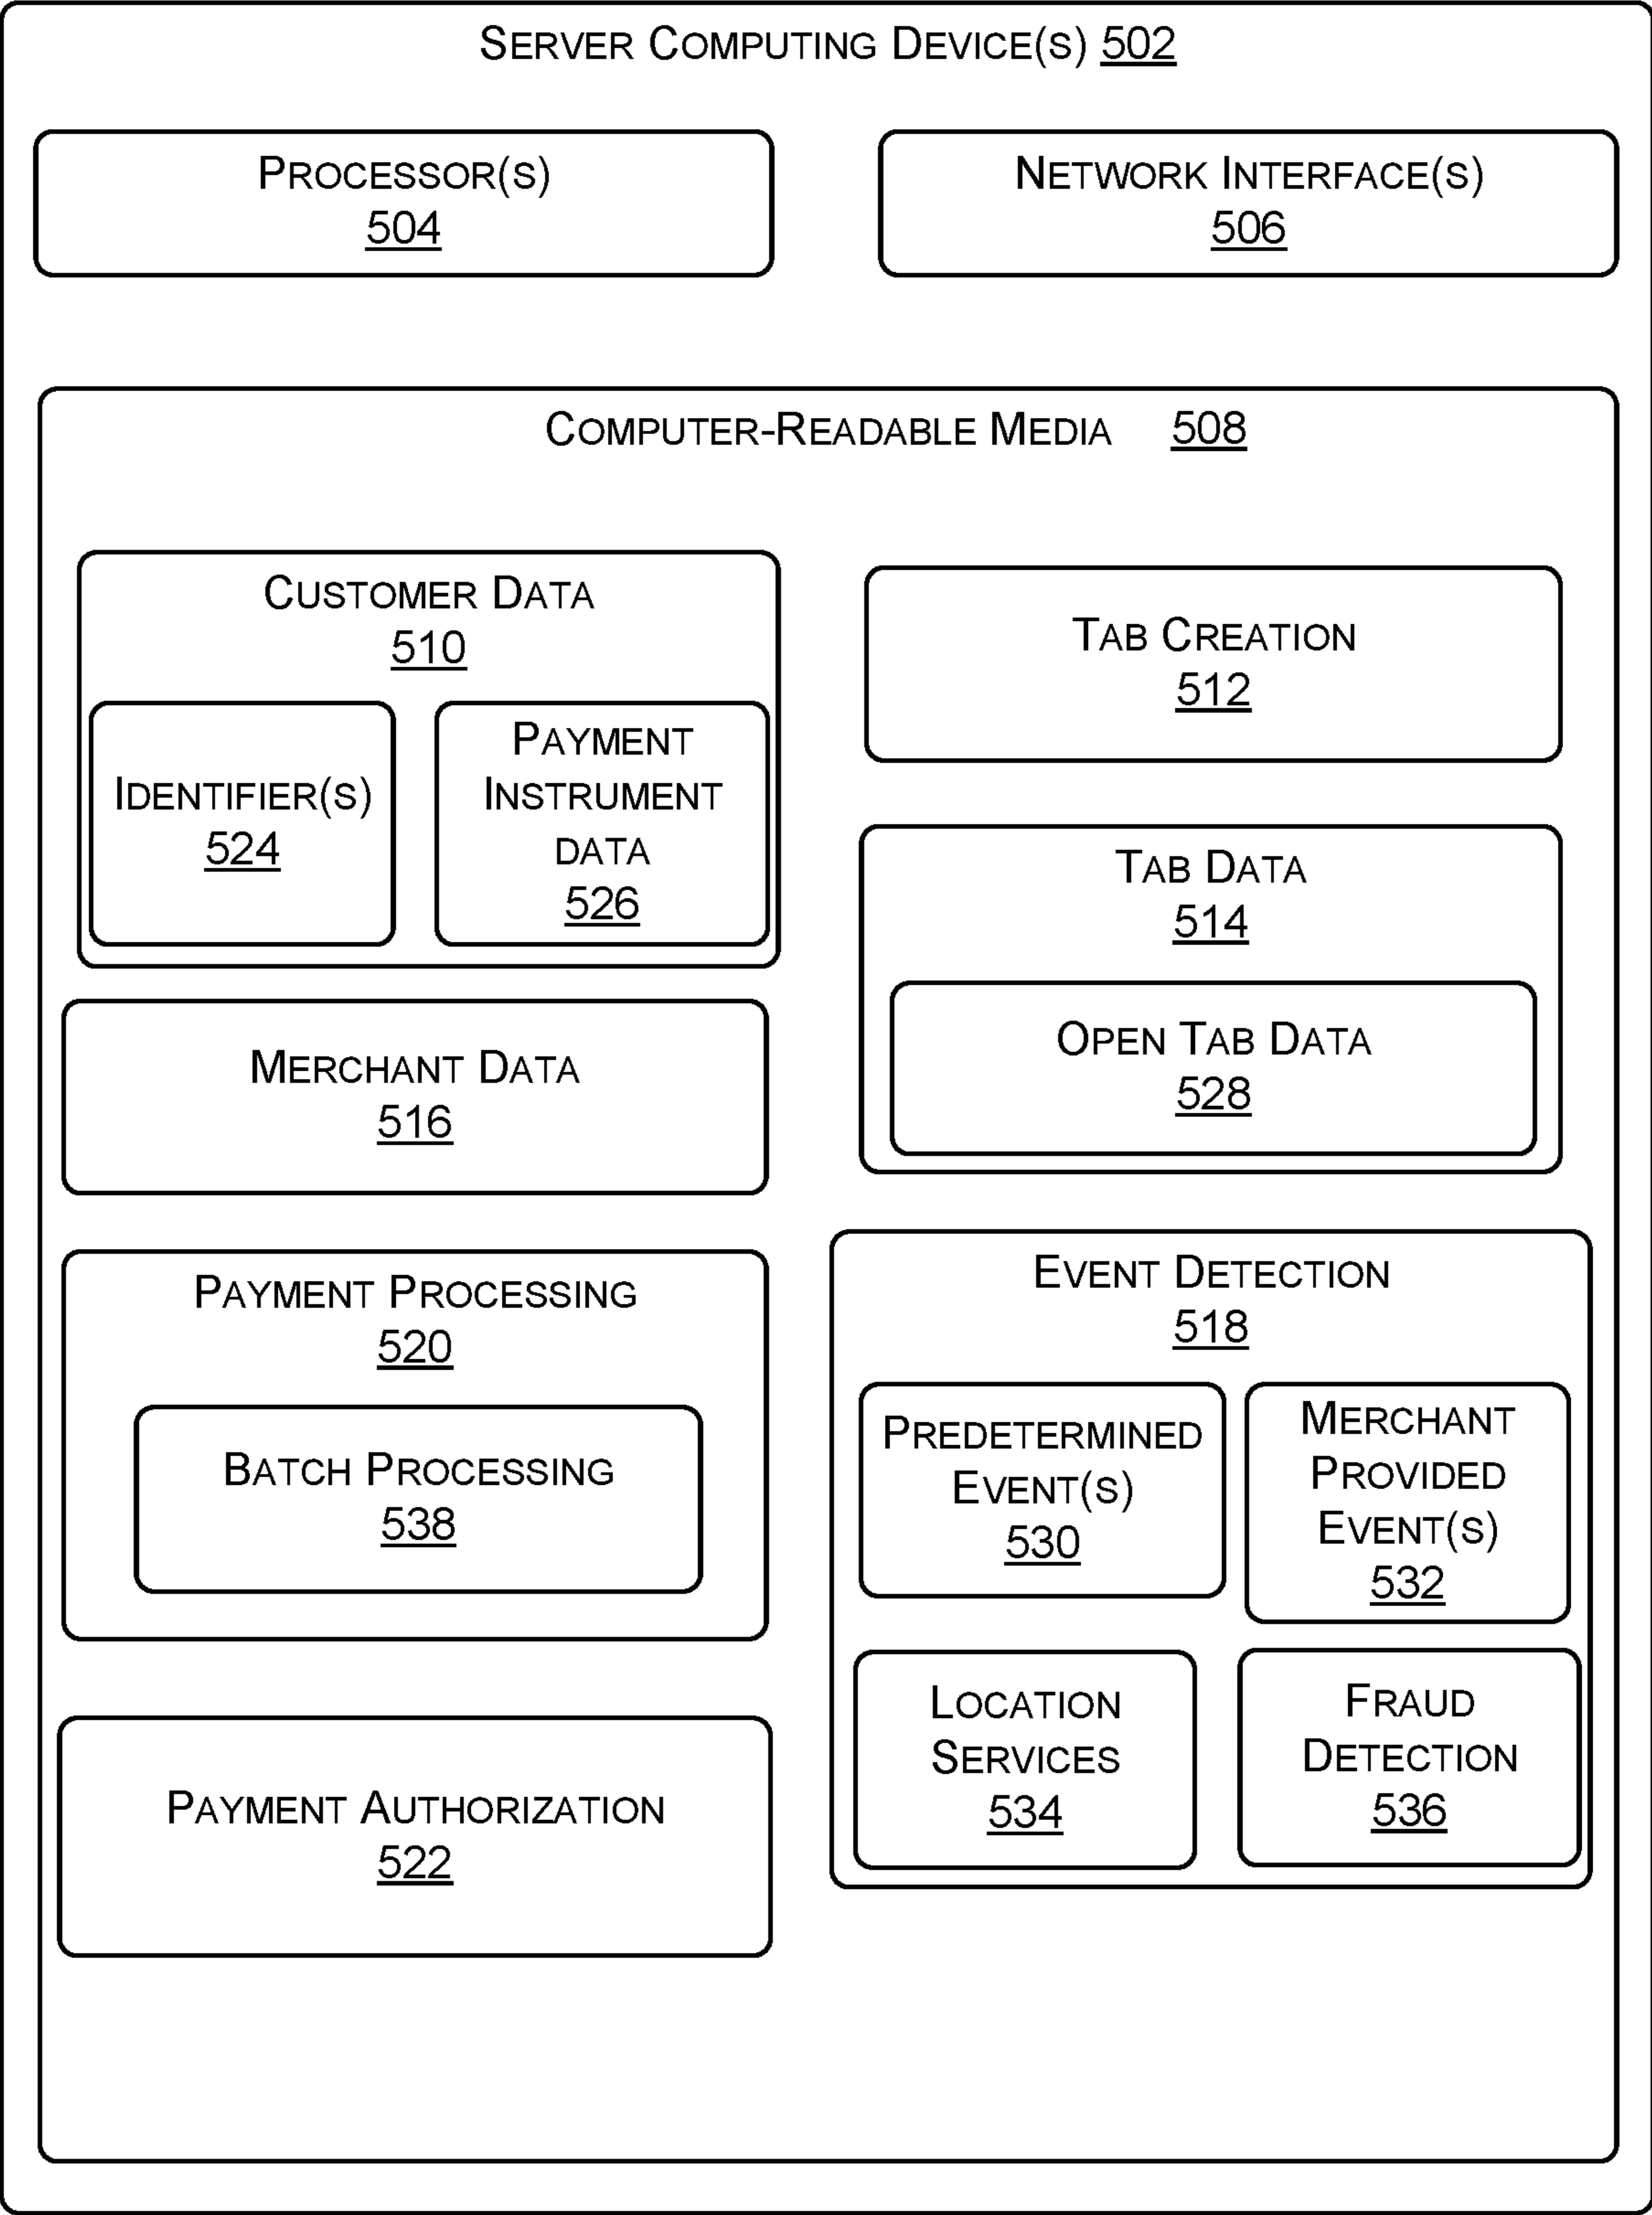 SERVER COMPUTING DEVICE(S) 502
PROCESSOR(S)
504
NETWORK INTERFACE(S)
506
COMPUTER-READABLE MEDIA 508
CUSTOMER DATA
510
IDENTIFIER(S)
524
PAYMENT
INSTRUMENT
DATA
526
TAB CREATION
512
TAB DATA
514
OPEN TAB DATA
528
MERCHANT DATA
516
PAYMENT PROCESSING
520
BATCH PROCESSING
538
EVENT DETECTION
518
PREDETERMINED
EVENT(S)
530
MERCHANT
PROVIDED
EVENT(S)
532
LOCATION
SERVICES
534
FRAUD
DETECTION
536
PAYMENT AUTHORIZATION
522